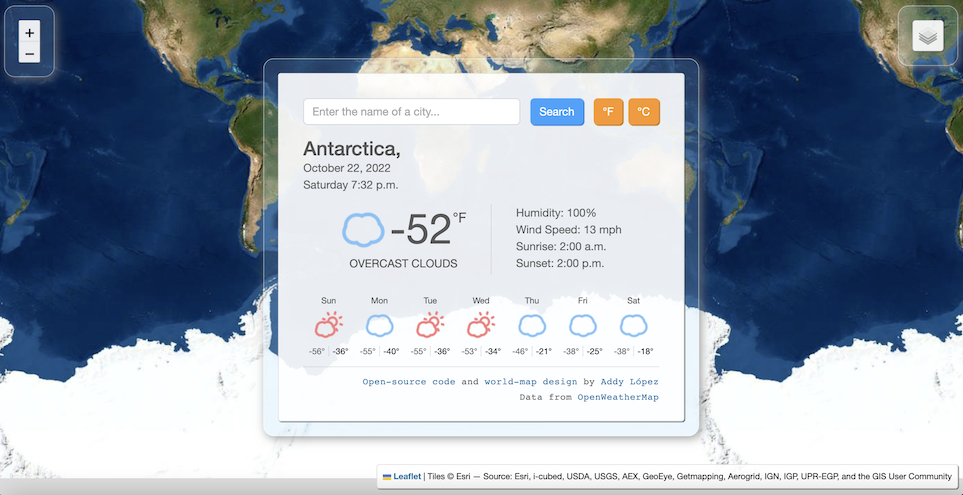 +
−
Enter the name of a city...
Search
°F
°C
Antarctica,
October 22, 2022
Saturday 7:32 p.m.
-52°F
OVERCAST CLOUDS
Humidity: 100%
Wind Speed: 13 mph
Sunrise: 2:00 a.m.
Sunset: 2:00 p.m.
Sun Mon Tue Wed Thu Fri Sat
-56° -36° -55° -40° -55° -36° -53° -34° -46° -21° -38° -25° -38° -18°
Open-source code and world-map design by Addy López
Data from OpenWeatherMap
Leaflet | Tiles © Esri — Source: Esri, i-cubed, USDA, USGS, AEX, GeoEye, Getmapping, Aerogrid, IGN, IGP, UPR-EGP, and the GIS User Community